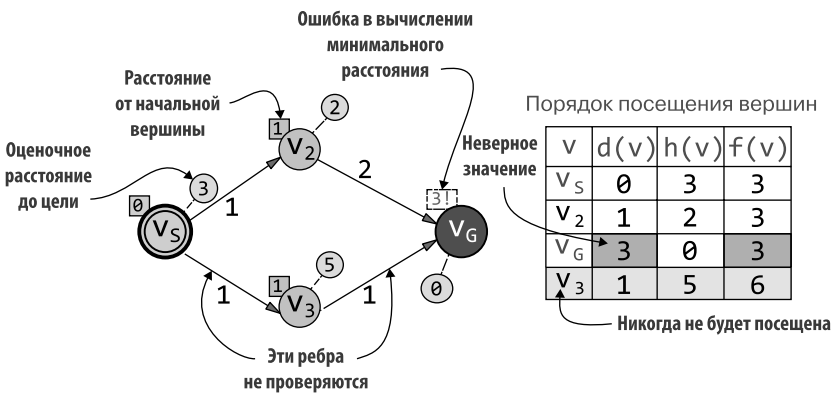 Ошибка в вычислении
минимального
расстояния
Расстояние
от начальной
вершины
Оценочное
расстояние
до цели
0
3
vS
1
1
2
v2
2
3!
vG
0
1
1
5
v3
1
Эти ребра
не проверяются
Порядок посещения вершин
Неверное
значение
v d(v) h(v) f(v)
vS 0 3 3
v2 1 2 3
vG 3 0 3
v3 1 5 6
Никогда не будет посещена